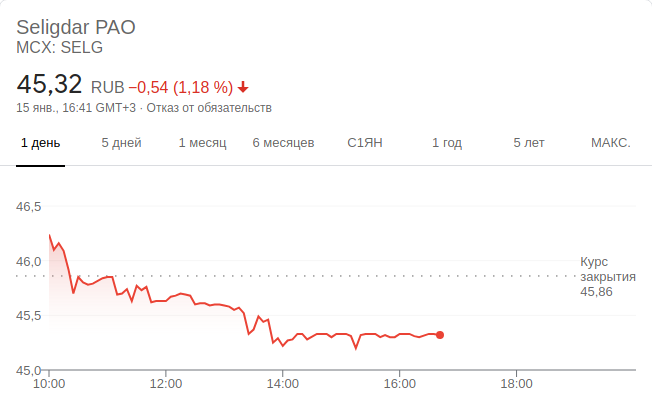 Seligdar PAO
MCX: SELG
45,32 RUB −0,54 (1,18 %)
15 янв., 16:41 GMT+3 · Отказ от обязательств
1 день 5 дней 1 месяц 6 месяцев С1ЯН 1 год 5 лет МАКС.
46,5
46,0
45,5
45,0
Курс
закрытия
45,86
10:00 12:00 14:00 16:00 18:00